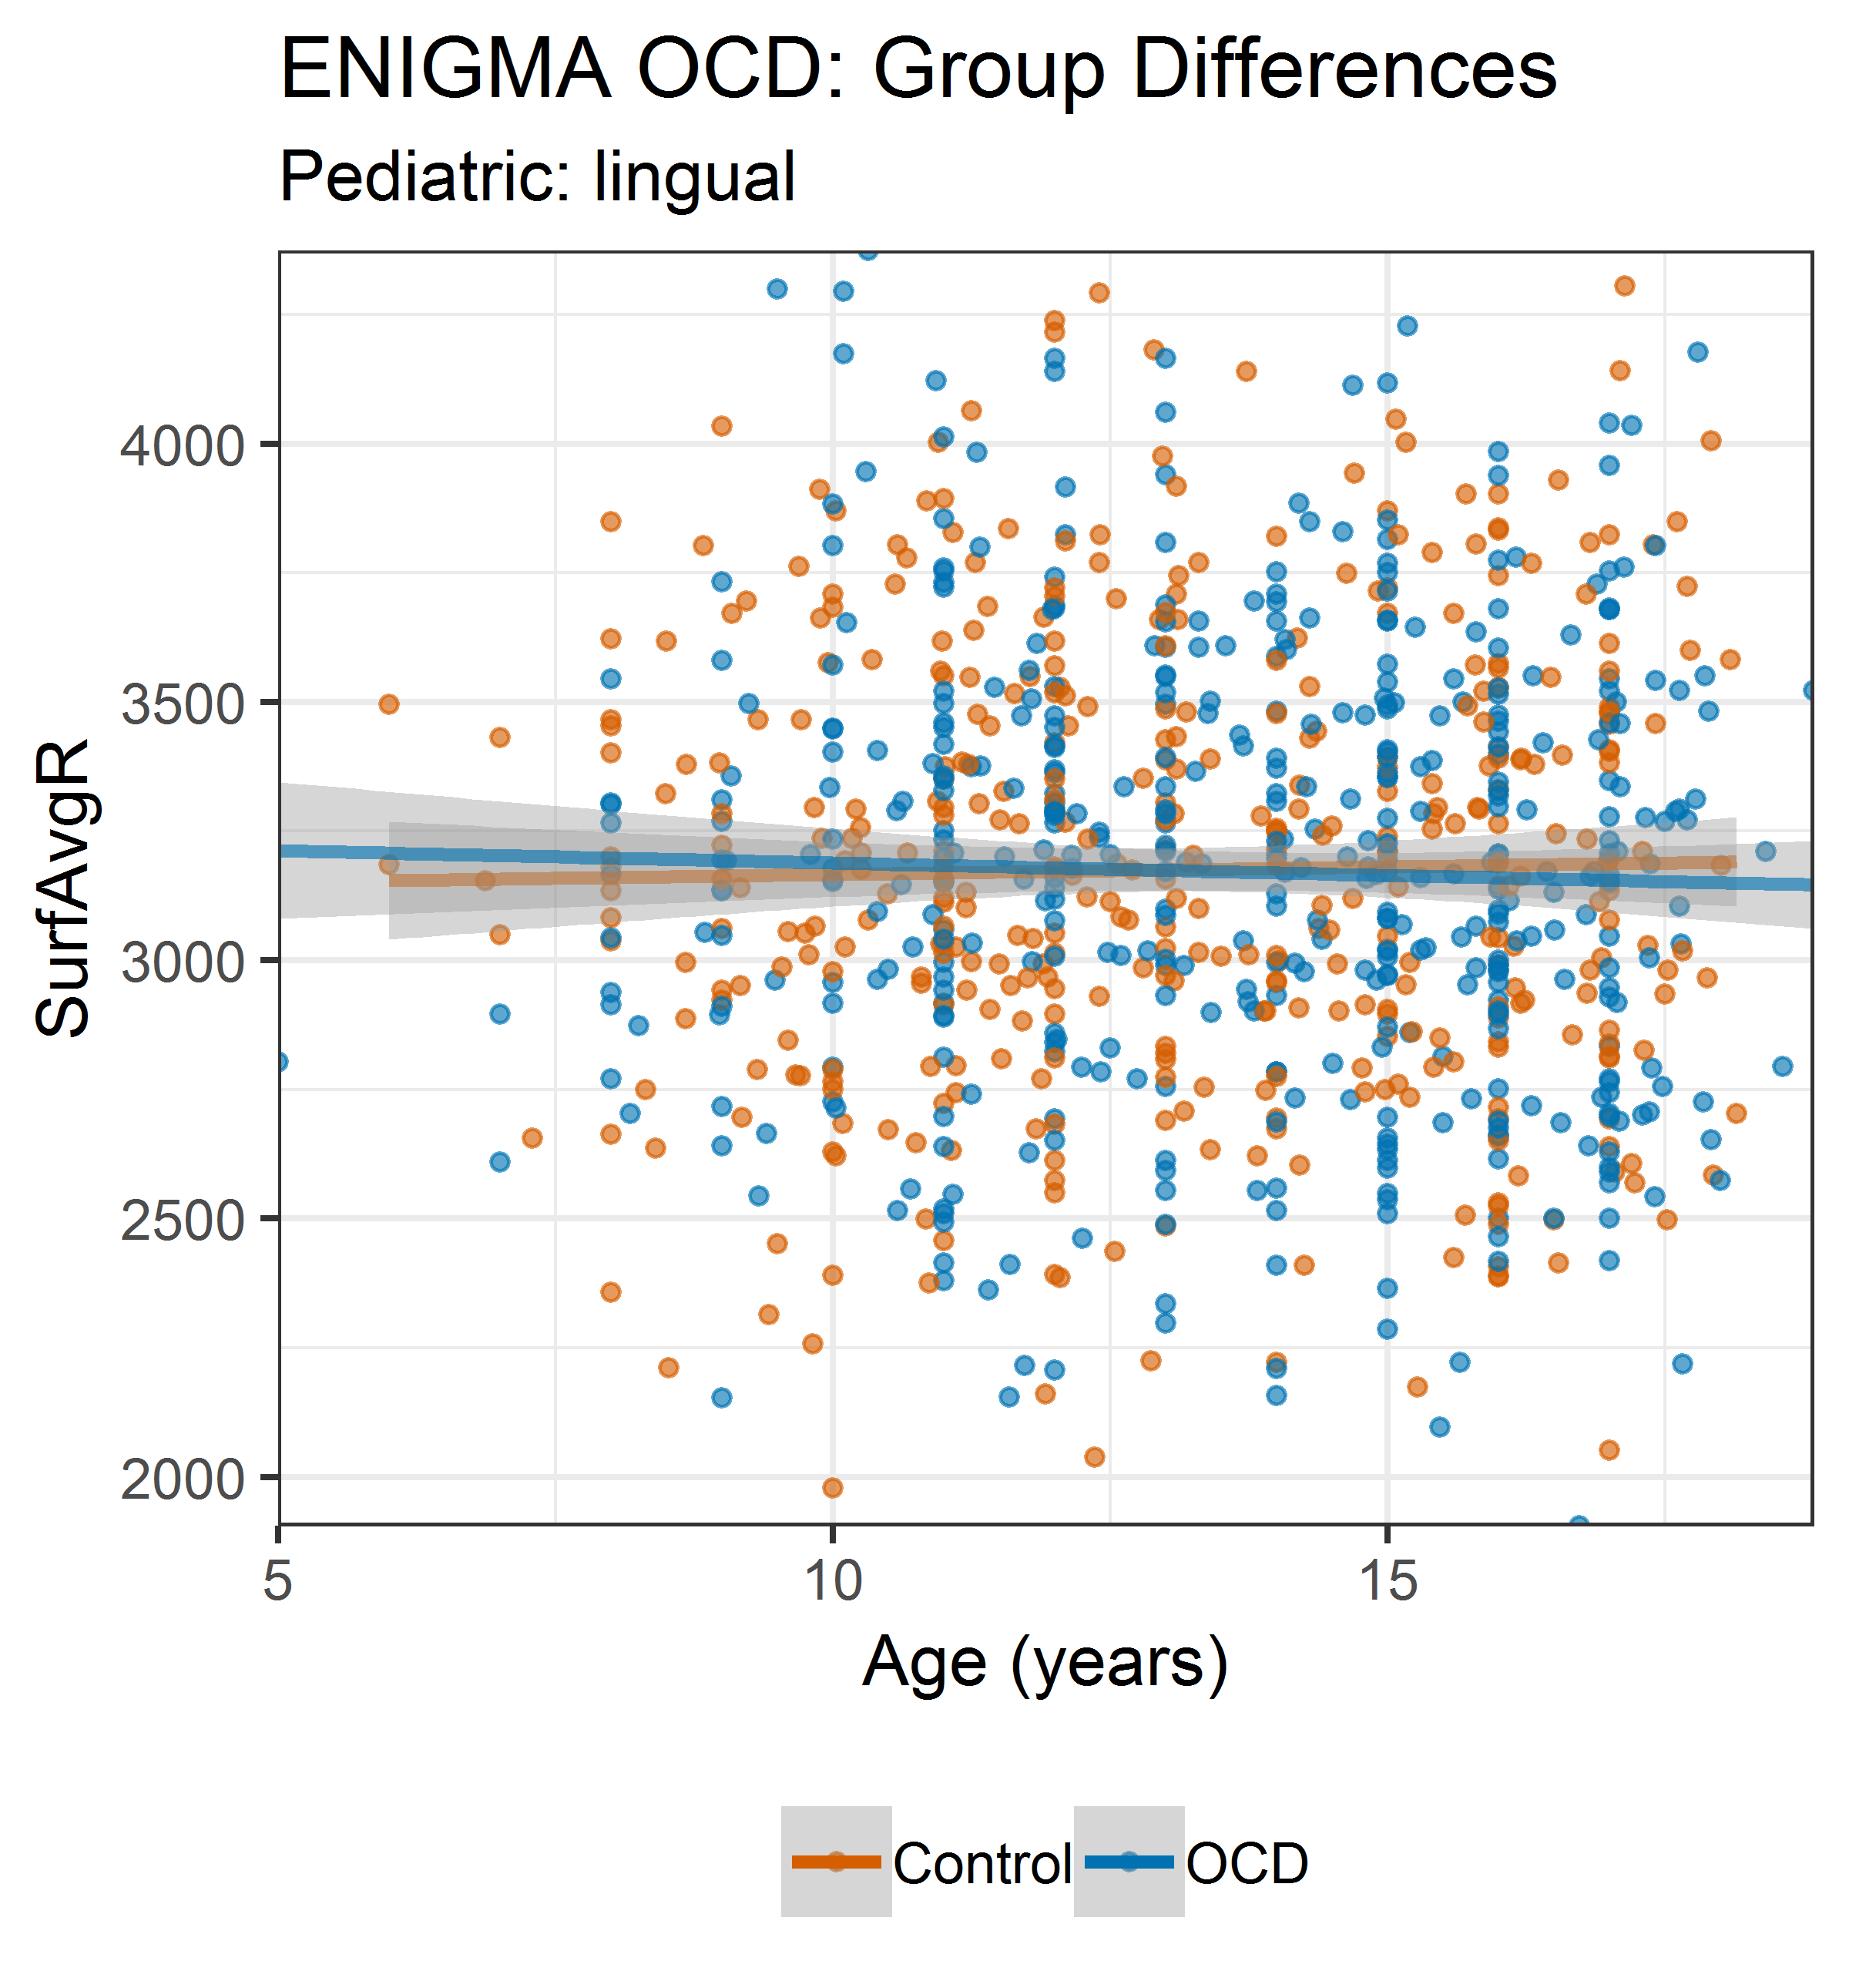 ENIGMA OCD: Group Differences
Pediatric: lingual
SurfAvgR
4000
3500
3000
2500
2000
5 10 15
Age (years)
Control OCD